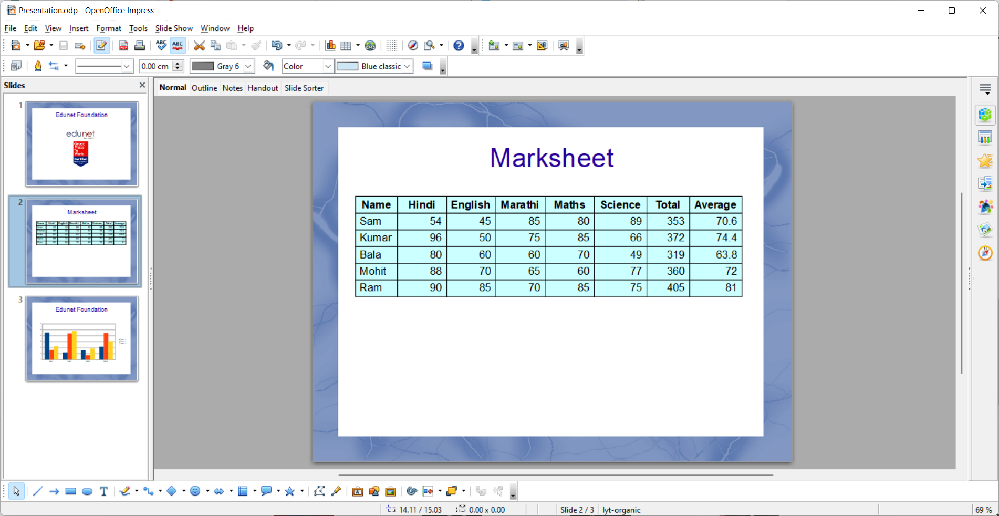 Presentation.odp - OpenOffice Impress
File Edit View Insert Format Tools Slide Show Window Help
0.00 cm Gray 6 Color Blue classic
Slides
Normal Outline Notes Handout Slide Sorter
1
Edunet Foundation
edunet
Great
Place
To
Work
Certified
2
Marksheet
3
Edunet Foundation
Marksheet
Name Hindi English Marathi Maths Science Total Average
Sam 54 45 85 80 89 353 70.6
Kumar 96 50 75 85 66 372 74.4
Bala 80 60 60 70 49 319 63.8
Mohit 88 70 65 60 77 360 72
Ram 90 85 70 85 75 405 81
14.11 / 15.03 0.00 x 0.00 Slide 2 / 3 lyt-organic 69 %